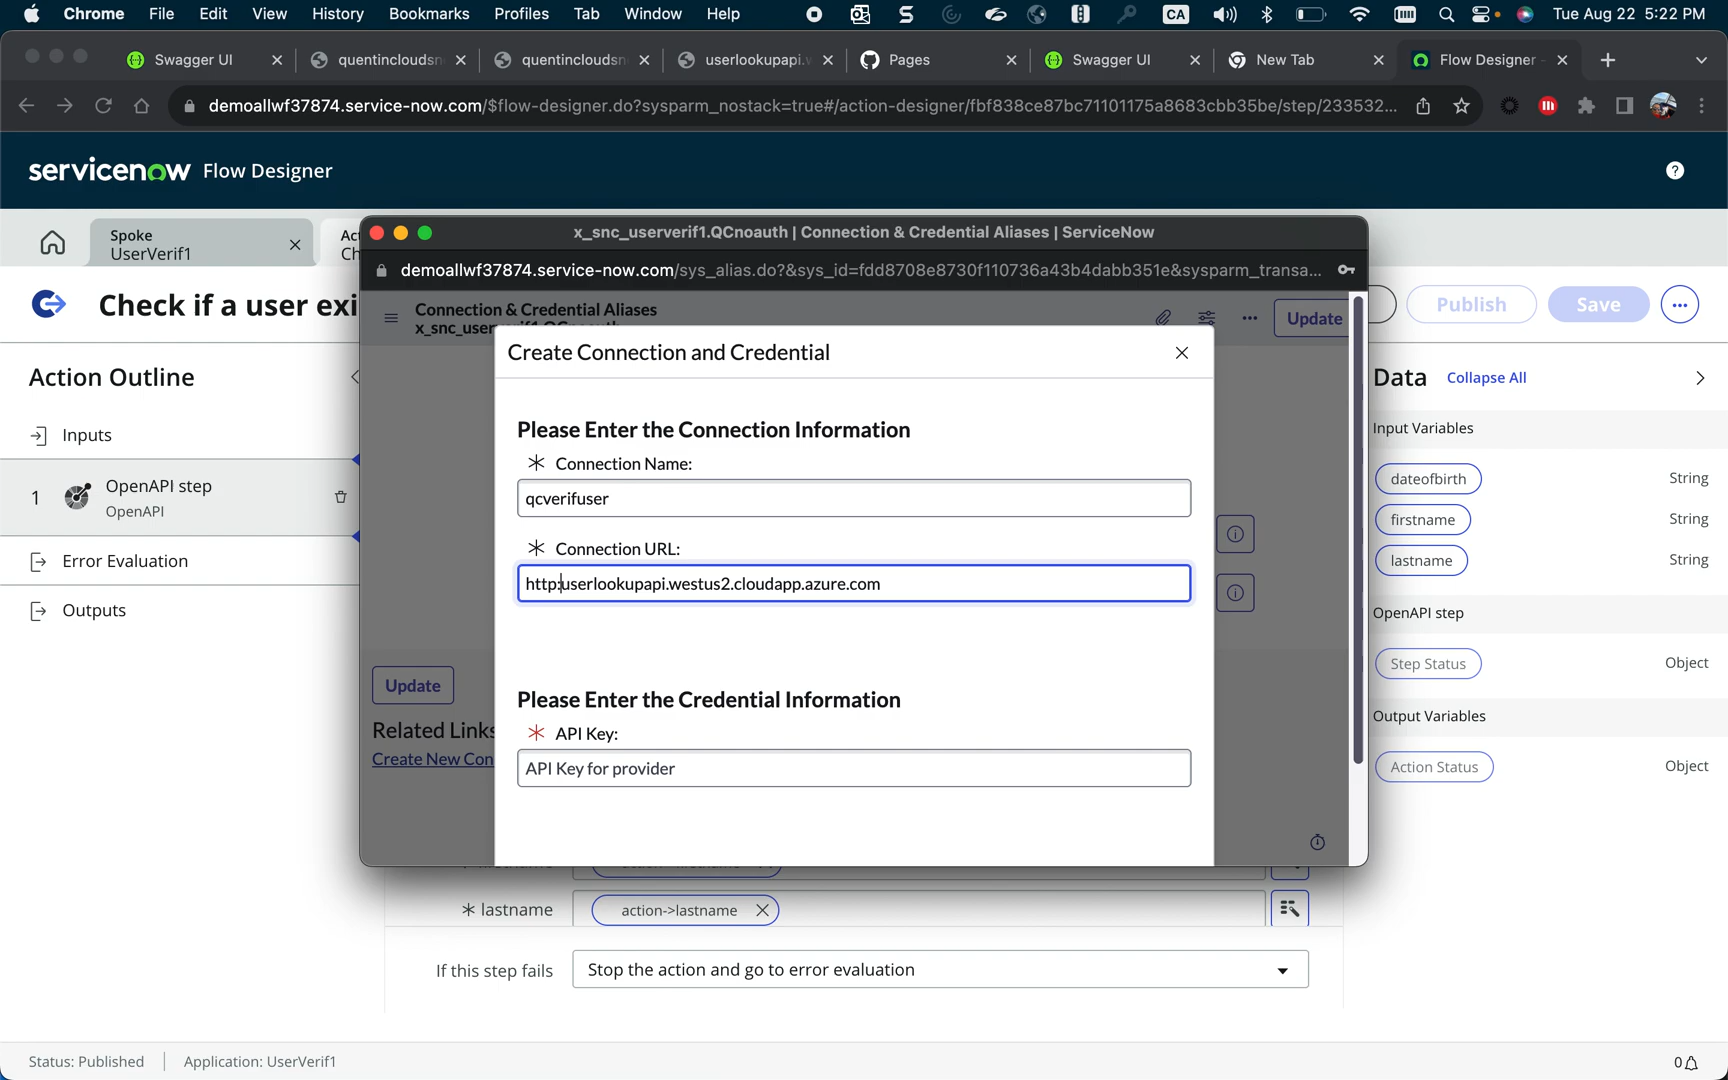 Chrome File Edit View History Bookmarks Profiles Tab Window Help CA Tue Aug 22 5:22 PM
Swagger UI quentincloudsn quentincloudsn userlookupapi.w Pages Swagger UI New Tab Flow Designer -
demoallwf37874.service-now.com/$flow-designer.do?sysparm_nostack=true#/action-designer/fbf838ce87bc71101175a8683cbb35be/step/233532...
servicenow Flow Designer
Spoke
UserVerif1
Act
Ch
x_snc_userverif1.QCnoauth | Connection & Credential Aliases | ServiceNow
demoallwf37874.service-now.com/sys_alias.do?&sys_id=fdd8708e8730f110736a43b4dabb351e&sysparm_transa...
Check if a user exi
Publish Save
Connection & Credential Aliases
x_snc_userverif1.QCnoauth
Update
Create Connection and Credential
Action Outline
Data Collapse All
Inputs
Input Variables
Please Enter the Connection Information
* Connection Name:
qcverifuser
dateofbirth String
1 OpenAPI step
OpenAPI
firstname String
* Connection URL:
http:userlookupapi.westus2.cloudapp.azure.com
lastname String
Error Evaluation
Outputs
OpenAPI step
Step Status Object
Update
Please Enter the Credential Information
Output Variables
Related Links
* API Key:
Create New Con
API Key for provider
Action Status Object
* lastname action->lastname
If this step fails Stop the action and go to error evaluation
Status: Published Application: UserVerif1 0